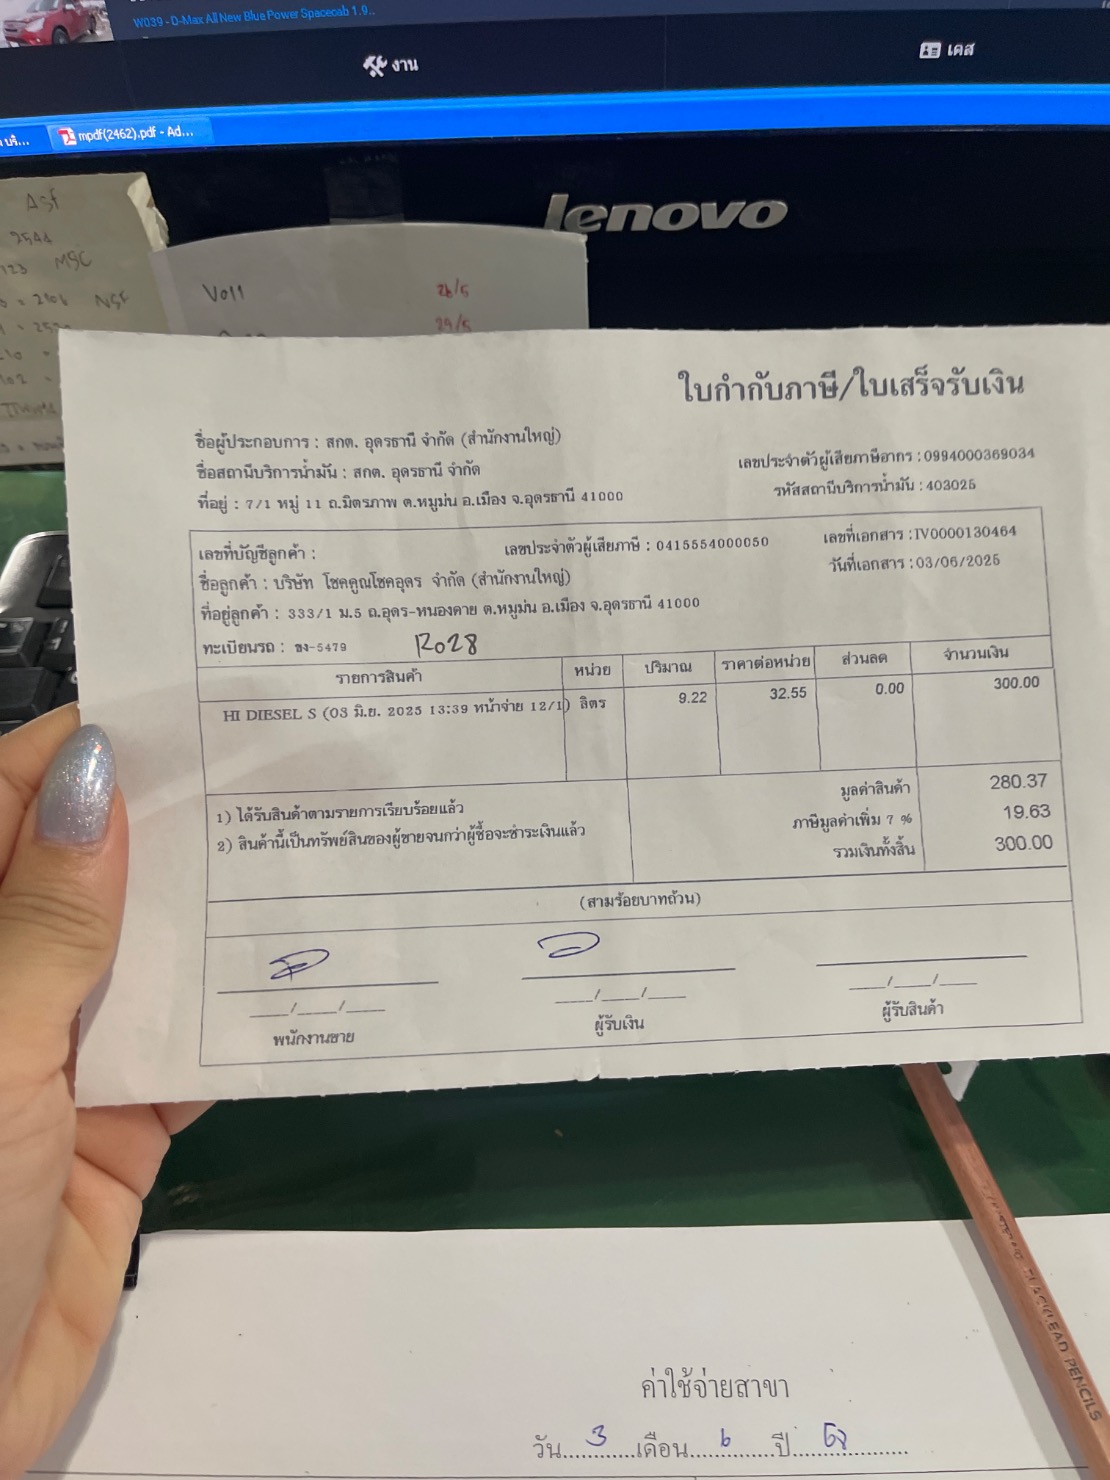 W039 - D-Max All New Blue Power Spacecab 1.9..
งาน
เคส
mpdf(2462).pdf - Ad...
lenovo
ASF
2544
MSC
= 2106 NSF
Vol1 26/5
29/5
ใบกำกับภาษี/ใบเสร็จรับเงิน
ชื่อผู้ประกอบการ : สกต. อุดรธานี จำกัด (สำนักงานใหญ่)
เลขประจำตัวผู้เสียภาษีอากร : 0994000369034
ชื่อสถานีบริการน้ำมัน : สกต. อุดรธานี จำกัด
รหัสสถานีบริการน้ำมัน : 403025
ที่อยู่ : 7/1 หมู่ 11 ถ.มิตรภาพ ต.หมูม่น อ.เมือง จ.อุดรธานี 41000
เลขที่บัญชีลูกค้า : เลขประจำตัวผู้เสียภาษี : 0415554000050 เลขที่เอกสาร : IV0000130464
ชื่อลูกค้า : บริษัท โชคคูณโชคอุดร จำกัด (สำนักงานใหญ่) วันที่เอกสาร : 03/06/2025
ที่อยู่ลูกค้า : 333/1 ม.5 ถ.อุดร-หนองคาย ต.หมูม่น อ.เมือง จ.อุดรธานี 41000
ทะเบียนรถ : ขง-5479 R028
รายการสินค้า หน่วย ปริมาณ ราคาต่อหน่วย ส่วนลด จำนวนเงิน
HI DIESEL S (03 มิ.ย. 2025 13:39 หน้าจ่าย 12/1) ลิตร 9.22 32.55 0.00 300.00
มูลค่าสินค้า 280.37
1) ได้รับสินค้าตามรายการเรียบร้อยแล้ว
ภาษีมูลค่าเพิ่ม 7 % 19.63
2) สินค้านี้เป็นทรัพย์สินของผู้ขายจนกว่าผู้ซื้อจะชำระเงินแล้ว
รวมเงินทั้งสิ้น 300.00
(สามร้อยบาทถ้วน)
___/___/___ ___/___/___ ___/___/___
พนักงานขาย ผู้รับเงิน ผู้รับสินค้า
BLACKLEAD PENCILS
ค่าใช้จ่ายสาขา
วัน 3 เดือน 6 ปี